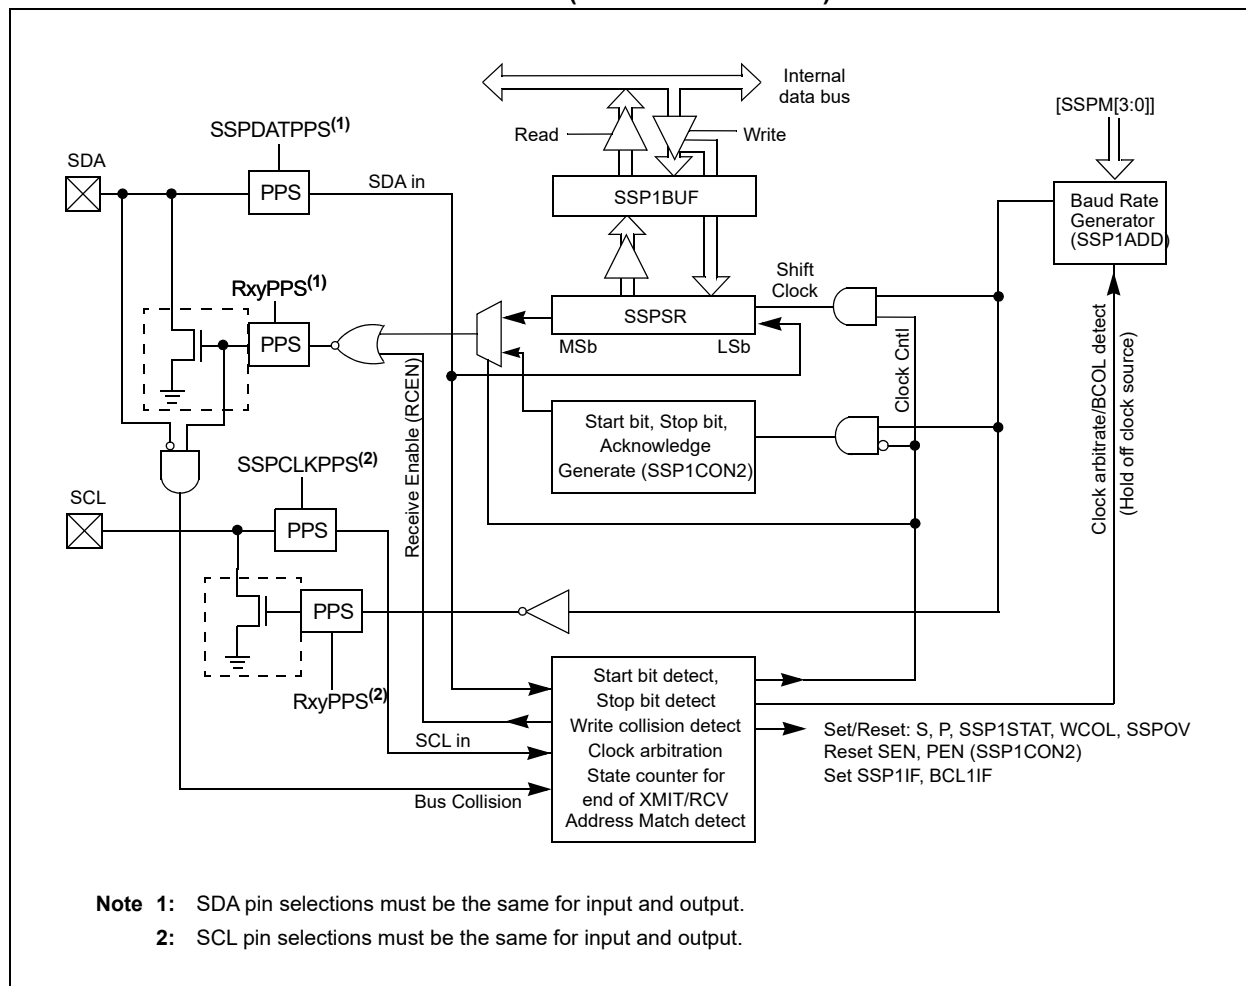 Internal
data bus
[SSPM[3:0]]
SSPDATPPS(1)
Read
Write
SDA
PPS
SDA in
SSP1BUF
Baud Rate
Generator
(SSP1ADD)
RxyPPS(1)
Shift
Clock
PPS
SSPSR
MSb
LSb
Receive Enable (RCEN)
Clock Cntl
Clock arbitrate/BCOL detect
(Hold off clock source)
Start bit, Stop bit,
Acknowledge
Generate (SSP1CON2)
SSPCLKPPS(2)
SCL
PPS
PPS
RxyPPS(2)
SCL in
Bus Collision
Start bit detect,
Stop bit detect
Write collision detect
Clock arbitration
State counter for
end of XMIT/RCV
Address Match detect
Set/Reset: S, P, SSP1STAT, WCOL, SSPOV
Reset SEN, PEN (SSP1CON2)
Set SSP1IF, BCL1IF
Note 1: SDA pin selections must be the same for input and output.
2: SCL pin selections must be the same for input and output.